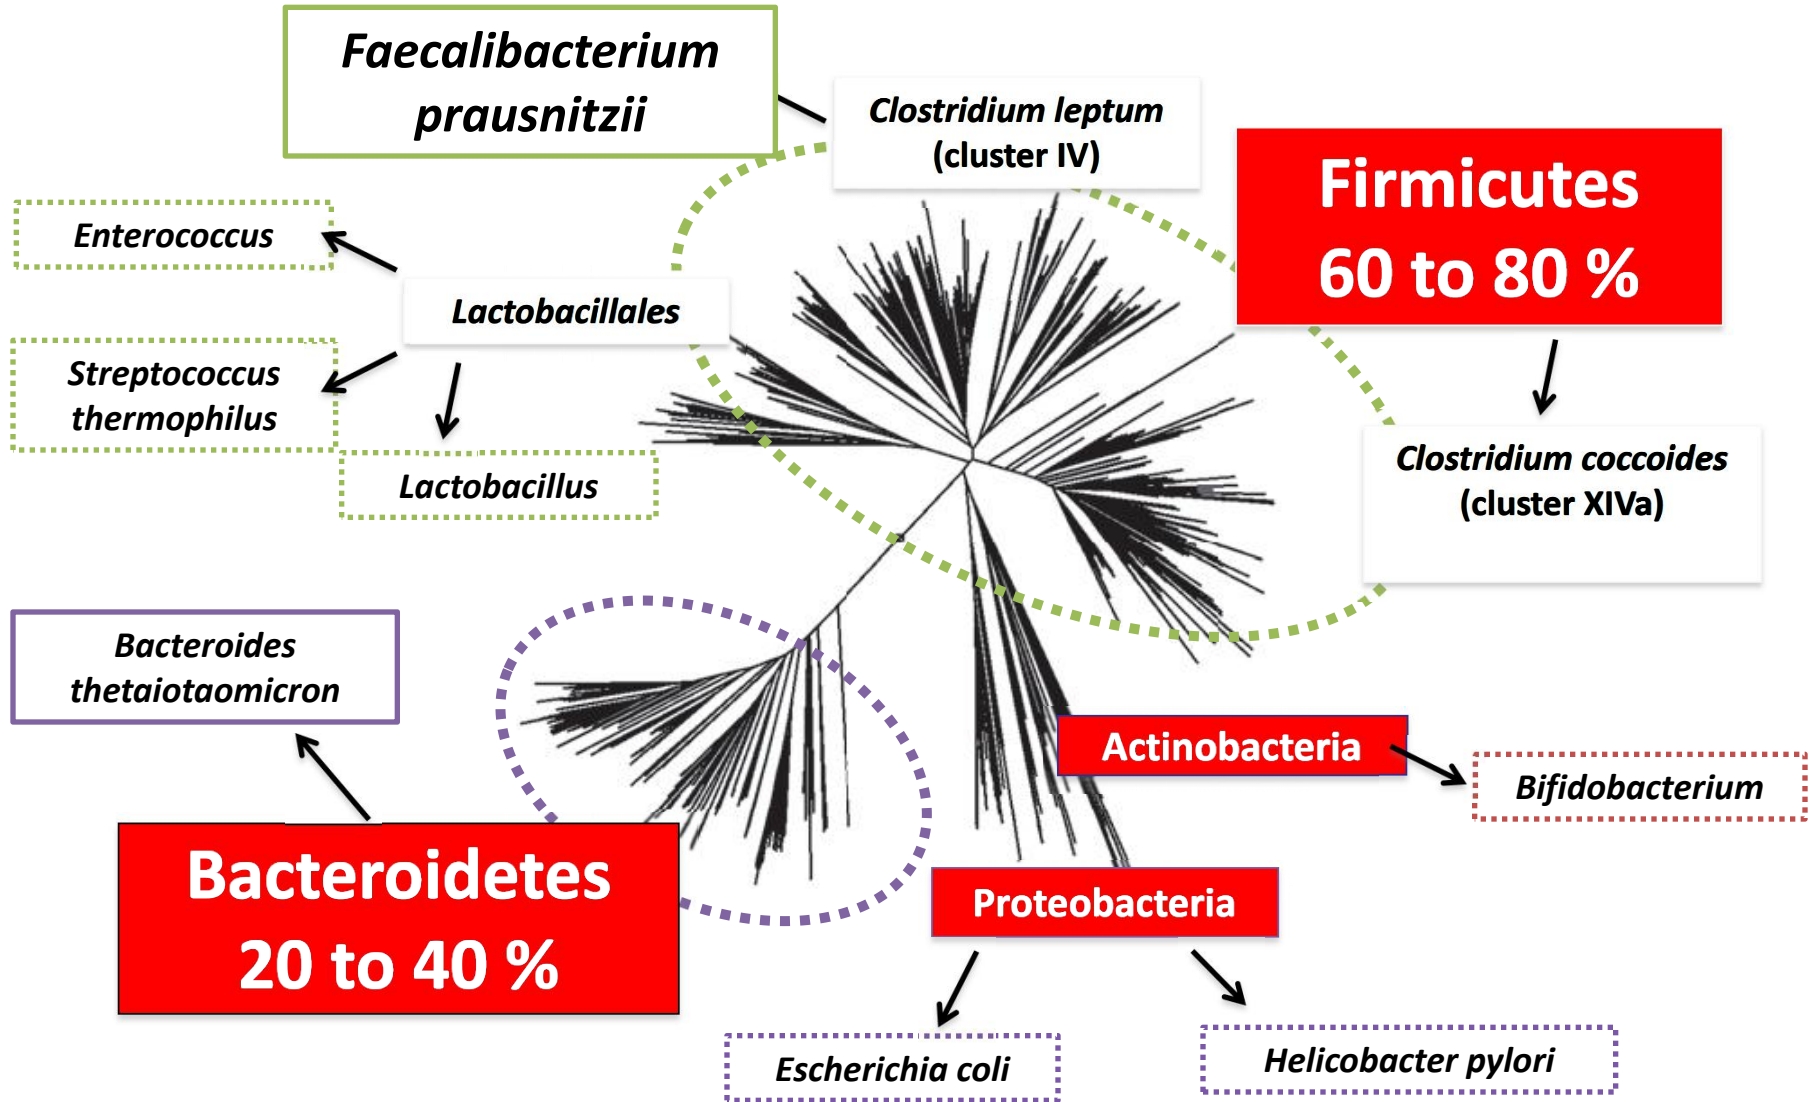 Faecalibacterium
prausnitzii
Clostridium leptum
(cluster IV)
Firmicutes
60 to 80 %
Enterococcus
Lactobacillales
Streptococcus
thermophilus
Lactobacillus
Clostridium coccoides
(cluster XIVa)
Bacteroides
thetaiotaomicron
Actinobacteria
Bifidobacterium
Bacteroidetes
20 to 40 %
Proteobacteria
Escherichia coli
Helicobacter pylori